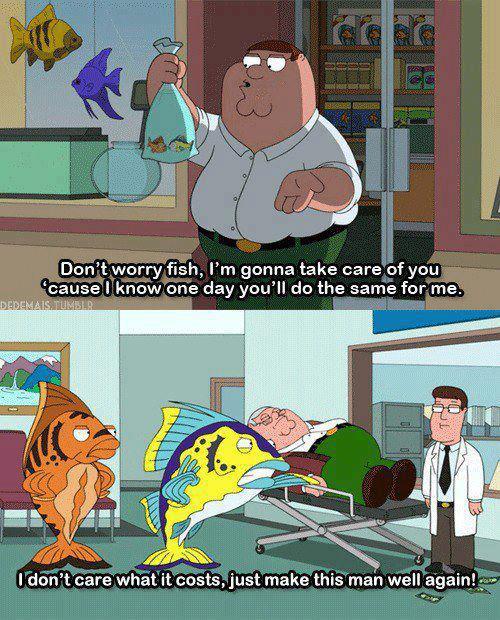 Don't worry fish, I'm gonna take care of you
'cause I know one day you'll do the same for me.
DEDEMAIS.TUMBLR
I don't care what it costs, just make this man well again!